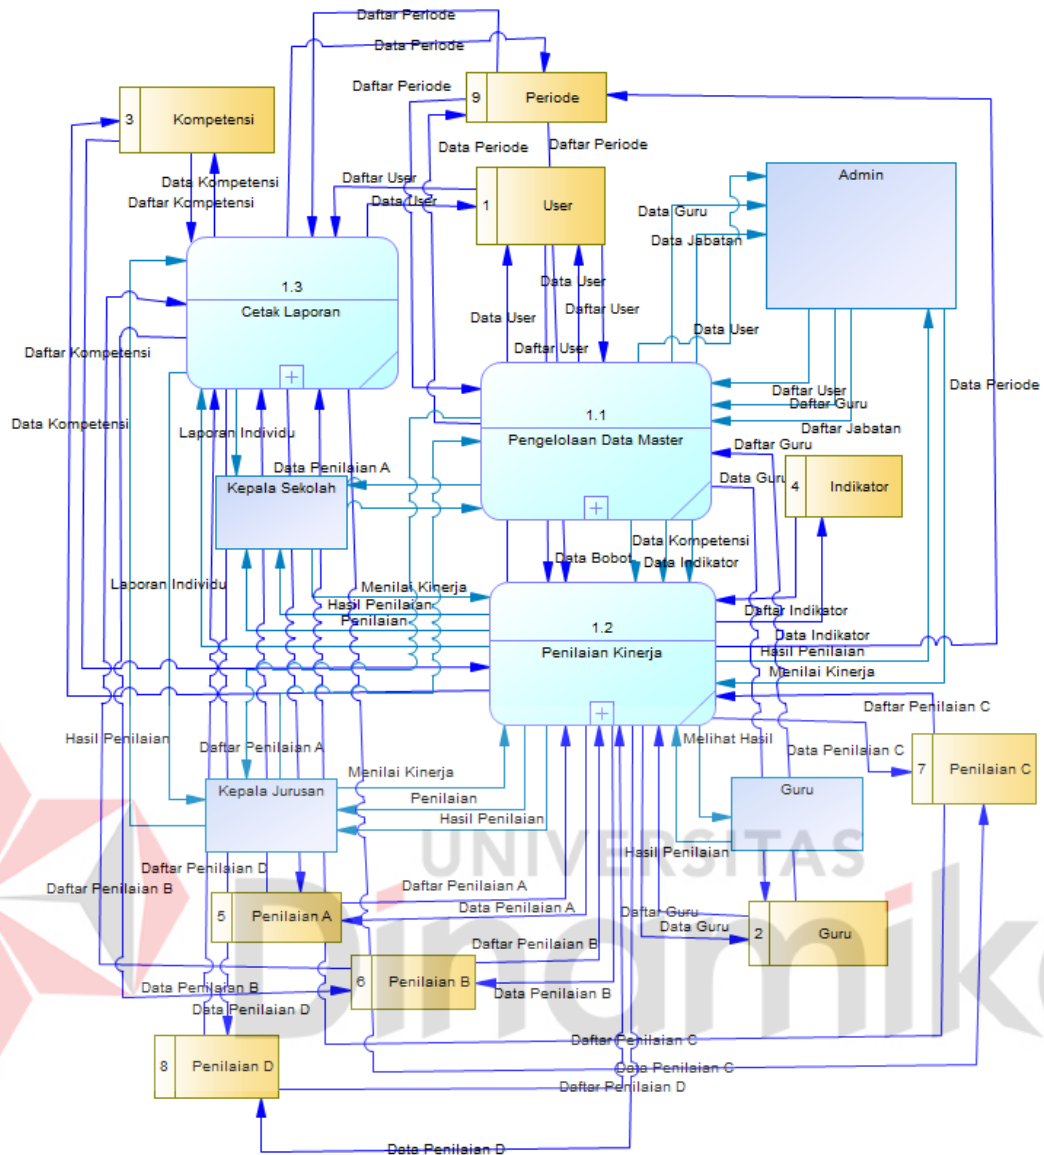 Daftar Periode
Data Periode
Daftar Periode
9 Periode
3 Kompetensi
Data Periode
Daftar Periode
Daftar User
Admin
Data Kompetensi
Daftar Kompetensi
Data User
1 User
Data Guru
Data Jabatan
1.3
Cetak Laporan
Data User
Data User
Daftar User
Data User
Daftar User
Daftar Kompetensi
Data Periode
Daftar User
Daftar Guru
Daftar Jabatan
1.1
Pengelolaan Data Master
Data Kompetensi
Laporan Individu
Daftar Guru
Data Penilaian A
Data Guru
Kepala Sekolah
4 Indikator
Data Kompetensi
Data Bobot
Data Indikator
Laporan Individu
Menilai Kinerja
Hasil Penilaian
Penilaian
Daftar Indikator
1.2
Penilaian Kinerja
Data Indikator
Hasil Penilaian
Menilai Kinerja
Daftar Penilaian C
Hasil Penilaian
Daftar Penilaian A
Melihat Hasil
Data Penilaian C
Menilai Kinerja
7 Penilaian C
Kepala Jurusan
Penilaian
Guru
Hasil Penilaian
UNIVERSITAS
Hasil Penilaian
Daftar Penilaian D
Daftar Penilaian B
Daftar Penilaian A
5 Penilaian A
Data Penilaian A
Daftar Guru
Data Guru
2 Guru
Daftar Penilaian B
6 Penilaian B
Data Penilaian B
Data Penilaian B
Data Penilaian D
Dinamika
Daftar Penilaian C
8 Penilaian D
Data Penilaian C
Daftar Penilaian D
Data Penilaian D